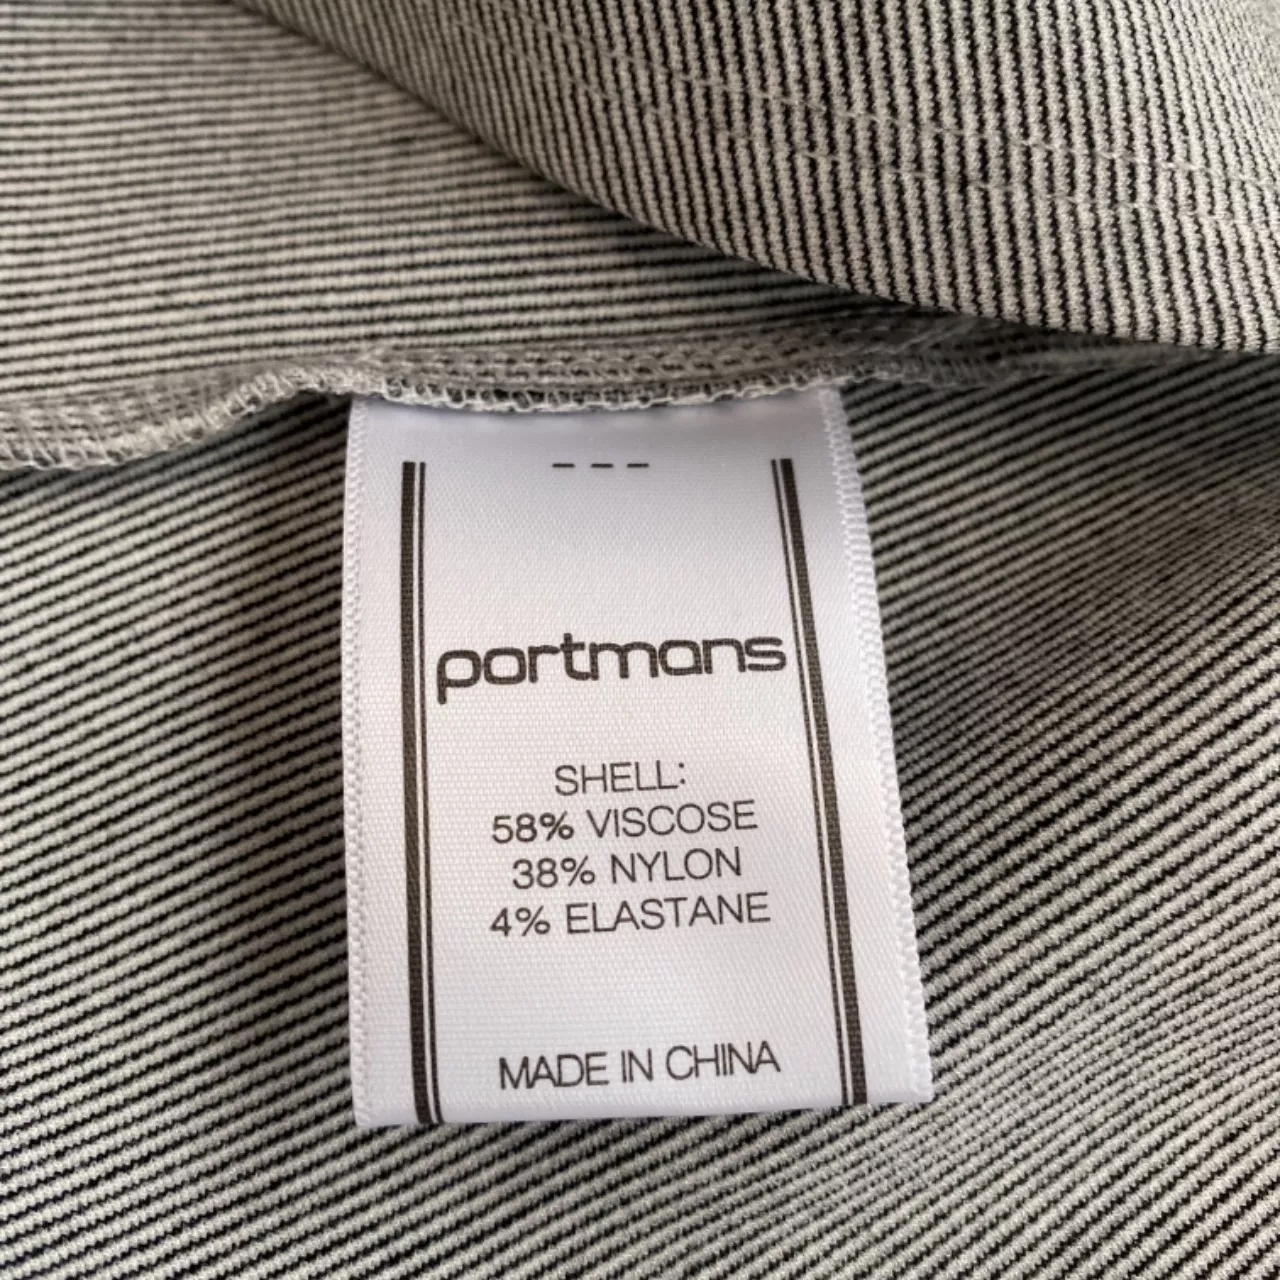 portmans
SHELL:
58% VISCOSE
38% NYLON
4% ELASTANE
MADE IN CHINA